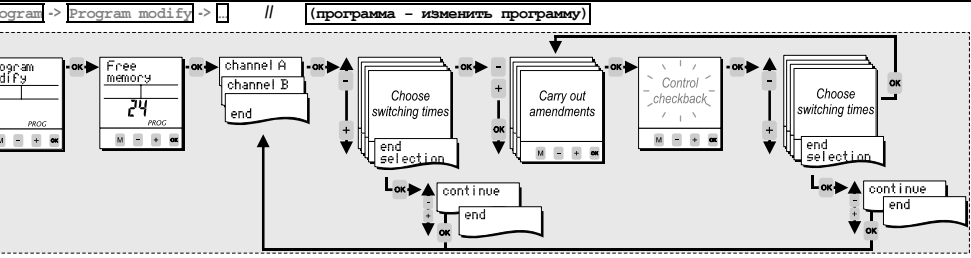 ogram -> Program modify -> … // (программа – изменить программу)
ogram
dify
PROG
M - + OK
OK
Free
memory
24
PROG
M - + OK
OK
channel A
channel B
end
OK
-
+
Choose
switching times
end
selection
OK
-
+
OK
Carry out
amendments
M - + OK
OK
Control
checkback
M - + OK
OK
-
+
Choose
switching times
end
selection
OK
OK
-
+
OK
continue
end
OK
-
+
OK
continue
end